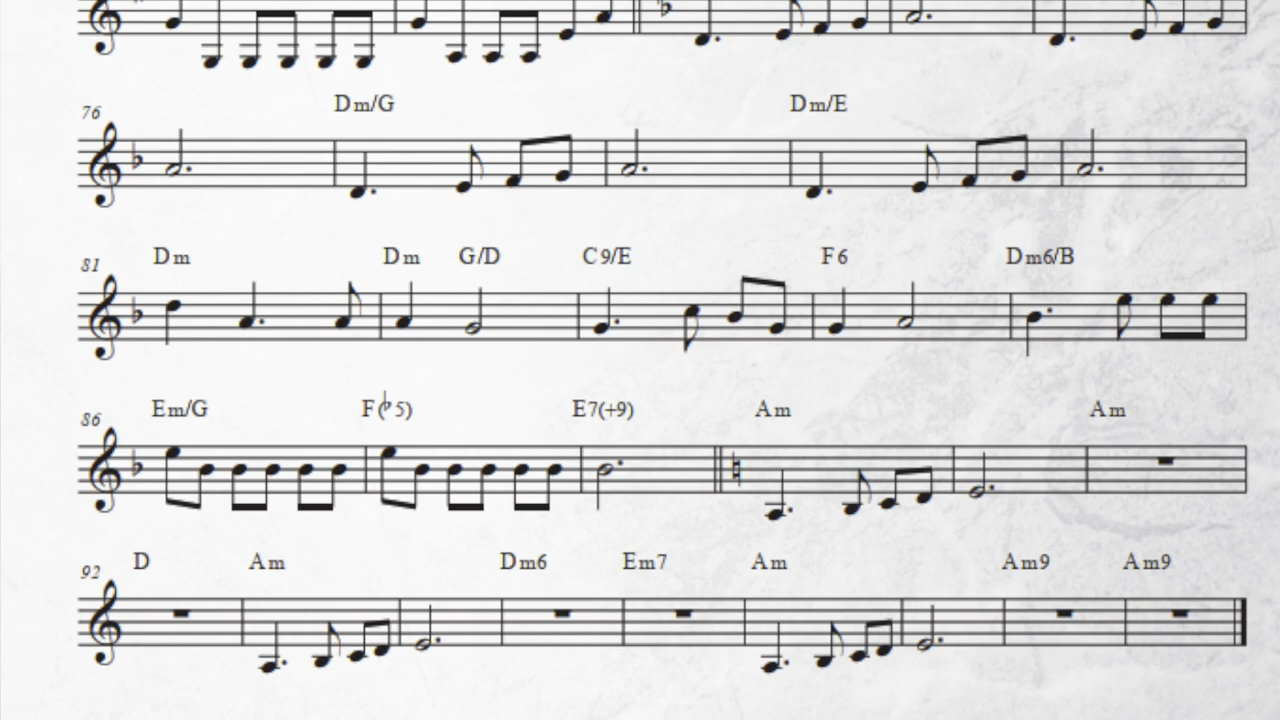 76 Dm/G Dm/E
81 Dm Dm G/D C9/E F6 Dm6/B
86 Em/G F(♭5) E7(+9) Am Am
92 D Am Dm6 Em7 Am Am9 Am9